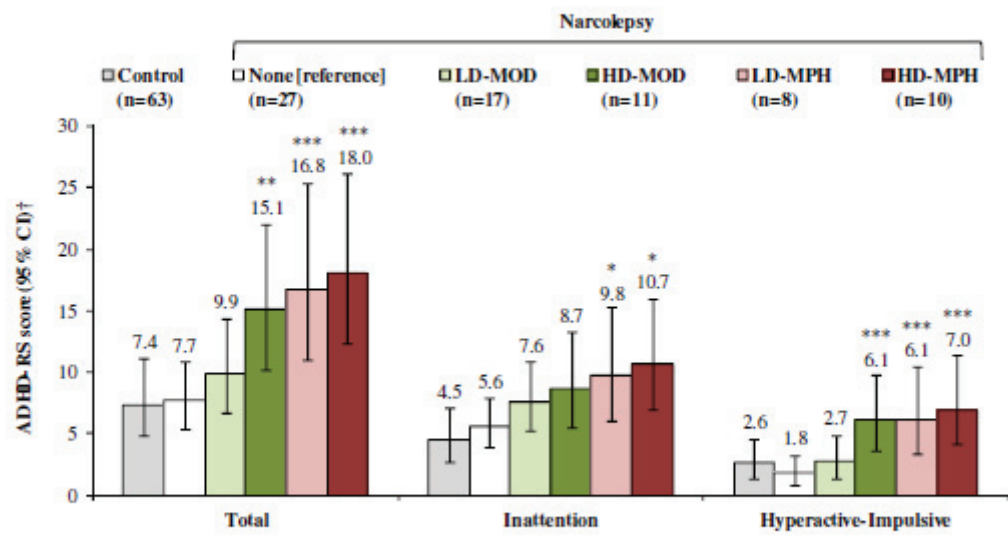 Narcolepsy
Control None [reference] LD-MOD HD-MOD LD-MPH HD-MPH
(n=63) (n=27) (n=17) (n=11) (n=8) (n=10)
ADHD-RS score (95% CI)†
30
25
20
15
10
5
0
7.4 7.7 9.9 ** 15.1 *** 16.8 *** 18.0
4.5 5.6 7.6 8.7 * 9.8 * 10.7
2.6 1.8 2.7 *** 6.1 *** 6.1 *** 7.0
Total Inattention Hyperactive-Impulsive